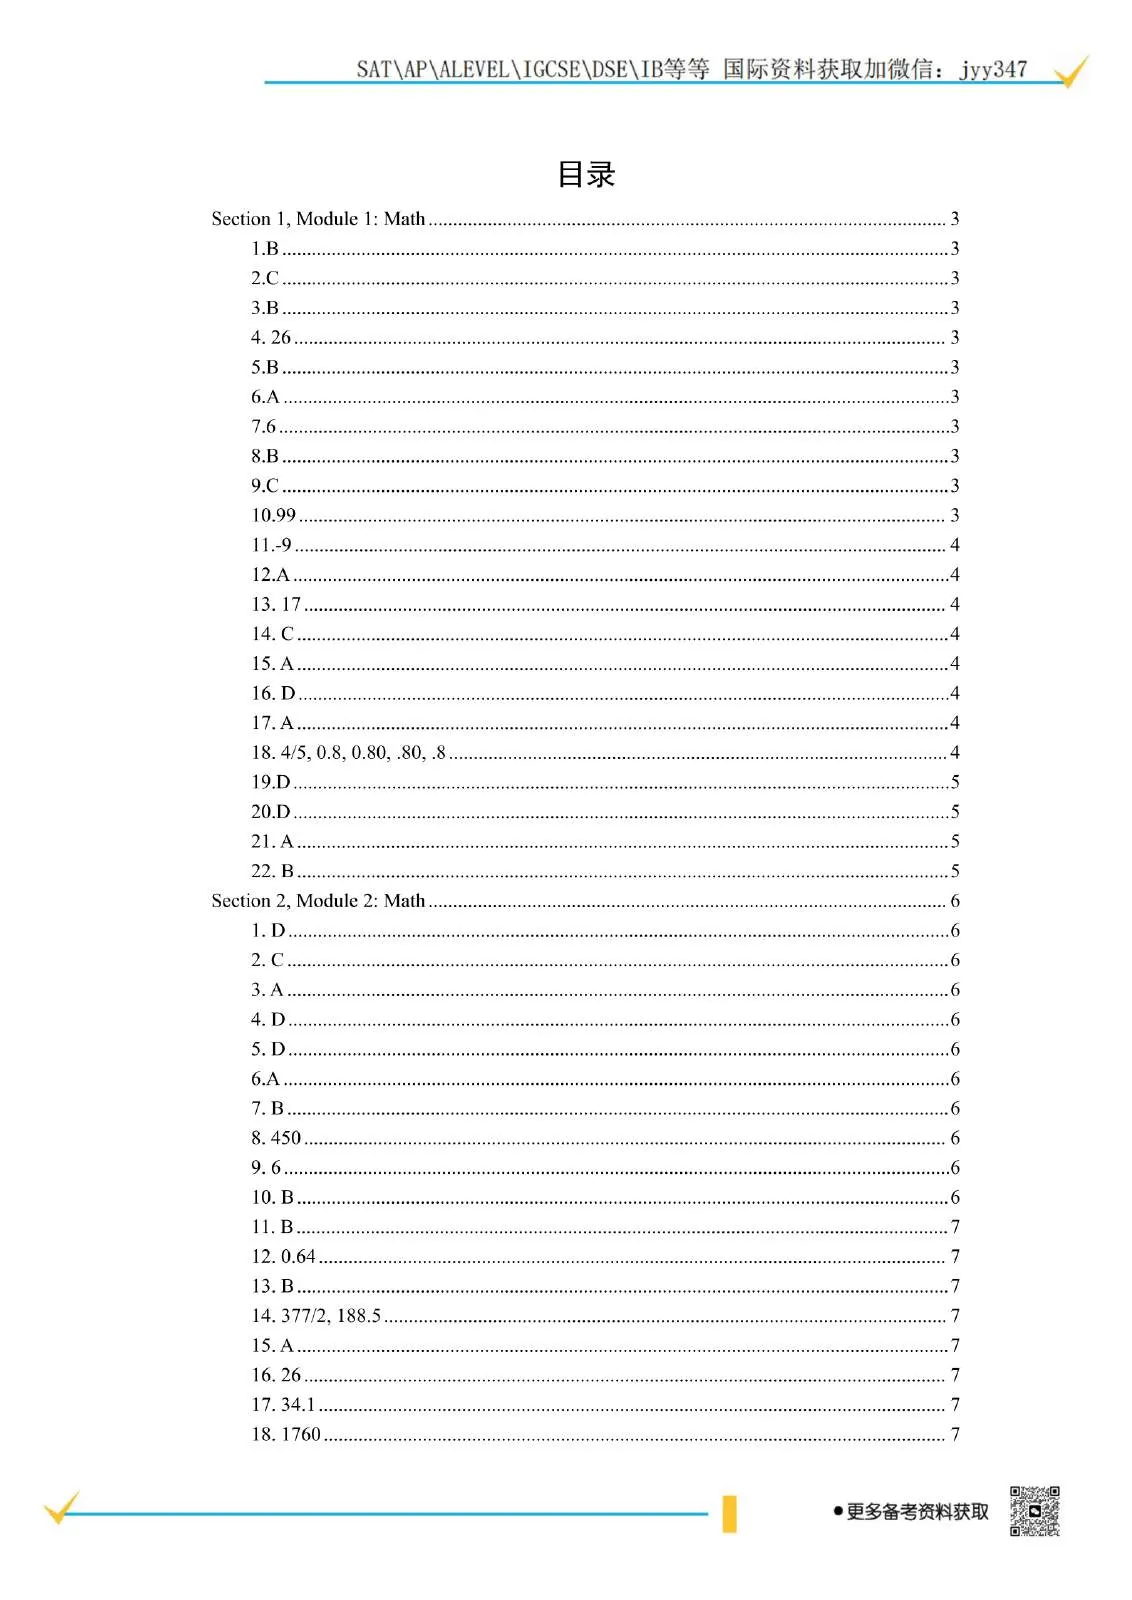 SAT\AP\ALEVEL\IGCSE\DSE\IB等等 国际资料获取加微信：jyy347
目录
Section 1, Module 1: Math 3
1.B 3
2.C 3
3.B 3
4. 26 3
5.B 3
6.A 3
7.6 3
8.B 3
9.C 3
10.99 3
11.-9 4
12.A 4
13. 17 4
14. C 4
15. A 4
16. D 4
17. A 4
18. 4/5, 0.8, 0.80, .80, .8 4
19.D 5
20.D 5
21. A 5
22. B 5
Section 2, Module 2: Math 6
1. D 6
2. C 6
3. A 6
4. D 6
5. D 6
6.A 6
7. B 6
8. 450 6
9. 6 6
10. B 6
11. B 7
12. 0.64 7
13. B 7
14. 377/2, 188.5 7
15. A 7
16. 26 7
17. 34.1 7
18. 1760 7
●更多备考资料获取